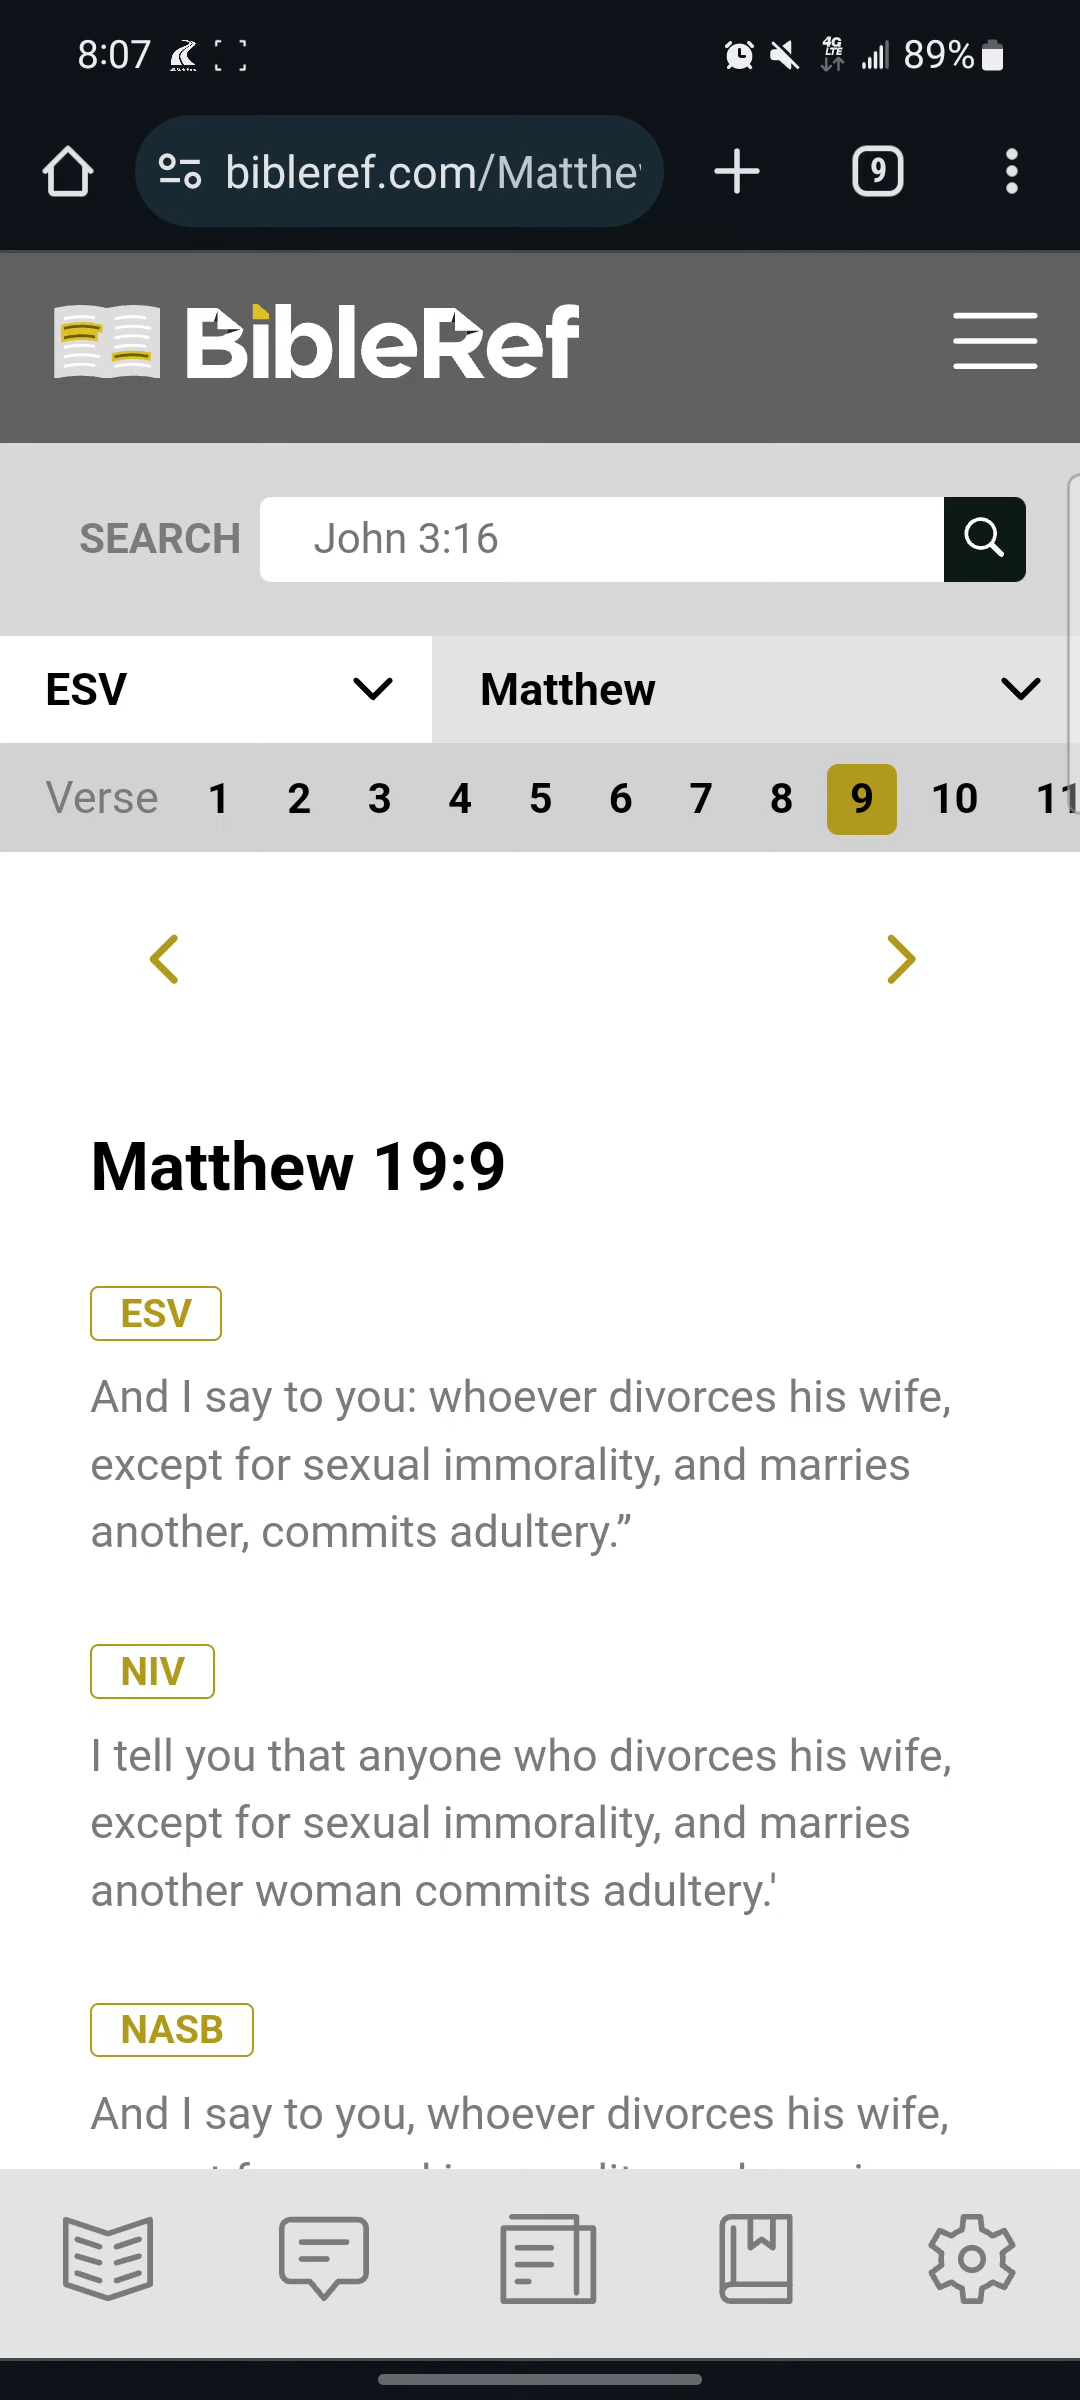 8:07
4G
LTE
89%
bibleref.com/Matthe
9
BibleRef
SEARCH
John 3:16
ESV
Matthew
Verse 1 2 3 4 5 6 7 8 9 10 11
Matthew 19:9
ESV
And I say to you: whoever divorces his wife,
except for sexual immorality, and marries
another, commits adultery.”
NIV
I tell you that anyone who divorces his wife,
except for sexual immorality, and marries
another woman commits adultery.'
NASB
And I say to you, whoever divorces his wife,